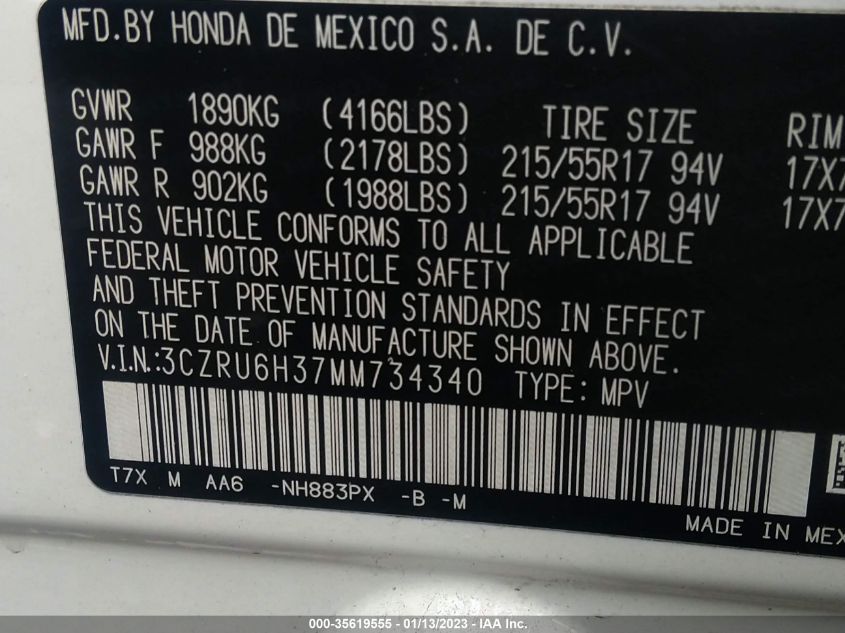 MFD.BY HONDA DE MEXICO S.A. DE C.V.
GVWR 1890KG (4166LBS) TIRE SIZE RIM
GAWR F 988KG (2178LBS) 215/55R17 94V 17X7
GAWR R 902KG (1988LBS) 215/55R17 94V 17X7
THIS VEHICLE CONFORMS TO ALL APPLICABLE
FEDERAL MOTOR VEHICLE SAFETY
AND THEFT PREVENTION STANDARDS IN EFFECT
ON THE DATE OF MANUFACTURE SHOWN ABOVE.
V.I.N.:3CZRU6H37MM734340 TYPE: MPV
T7X M AA6 -NH883PX -B -M
MADE IN MEX
000-35619555 - 01/13/2023 - IAA Inc.